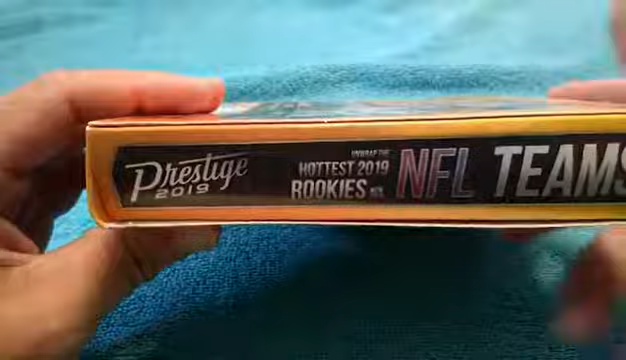 Prestige
2019
UNWRAP THE
HOTTEST 2019
ROOKIES
NFL TEAMS